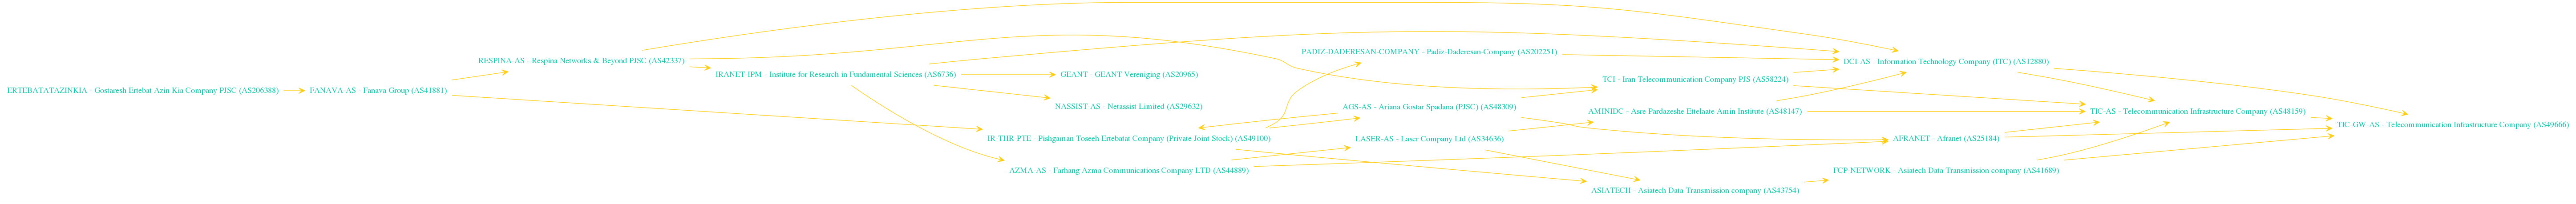 ERTEBATATAZINKIA - Gostaresh Ertebat Azin Kia Company PJSC (AS206388)
FANAVA-AS - Fanava Group (AS41881)
RESPINA-AS - Respina Networks & Beyond PJSC (AS42337)
IRANET-IPM - Institute for Research in Fundamental Sciences (AS6736)
GEANT - GEANT Vereniging (AS20965)
NASSIST-AS - Netassist Limited (AS29632)
IR-THR-PTE - Pishgaman Toseeh Ertebatat Company (Private Joint Stock) (AS49100)
AZMA-AS - Farhang Azma Communications Company LTD (AS44889)
PADIZ-DADERESAN-COMPANY - Padiz-Daderesan-Company (AS202251)
AGS-AS - Ariana Gostar Spadana (PJSC) (AS48309)
LASER-AS - Laser Company Ltd (AS34636)
TCI - Iran Telecommunication Company PJS (AS58224)
AMINIDC - Asre Pardazeshe Ettelaate Amin Institute (AS48147)
ASIATECH - Asiatech Data Transmission company (AS43754)
DCI-AS - Information Technology Company (ITC) (AS12880)
AFRANET - Afranet (AS25184)
FCP-NETWORK - Asiatech Data Transmission company (AS41689)
TIC-AS - Telecommunication Infrastructure Company (AS48159)
TIC-GW-AS - Telecommunication Infrastructure Company (AS49666)